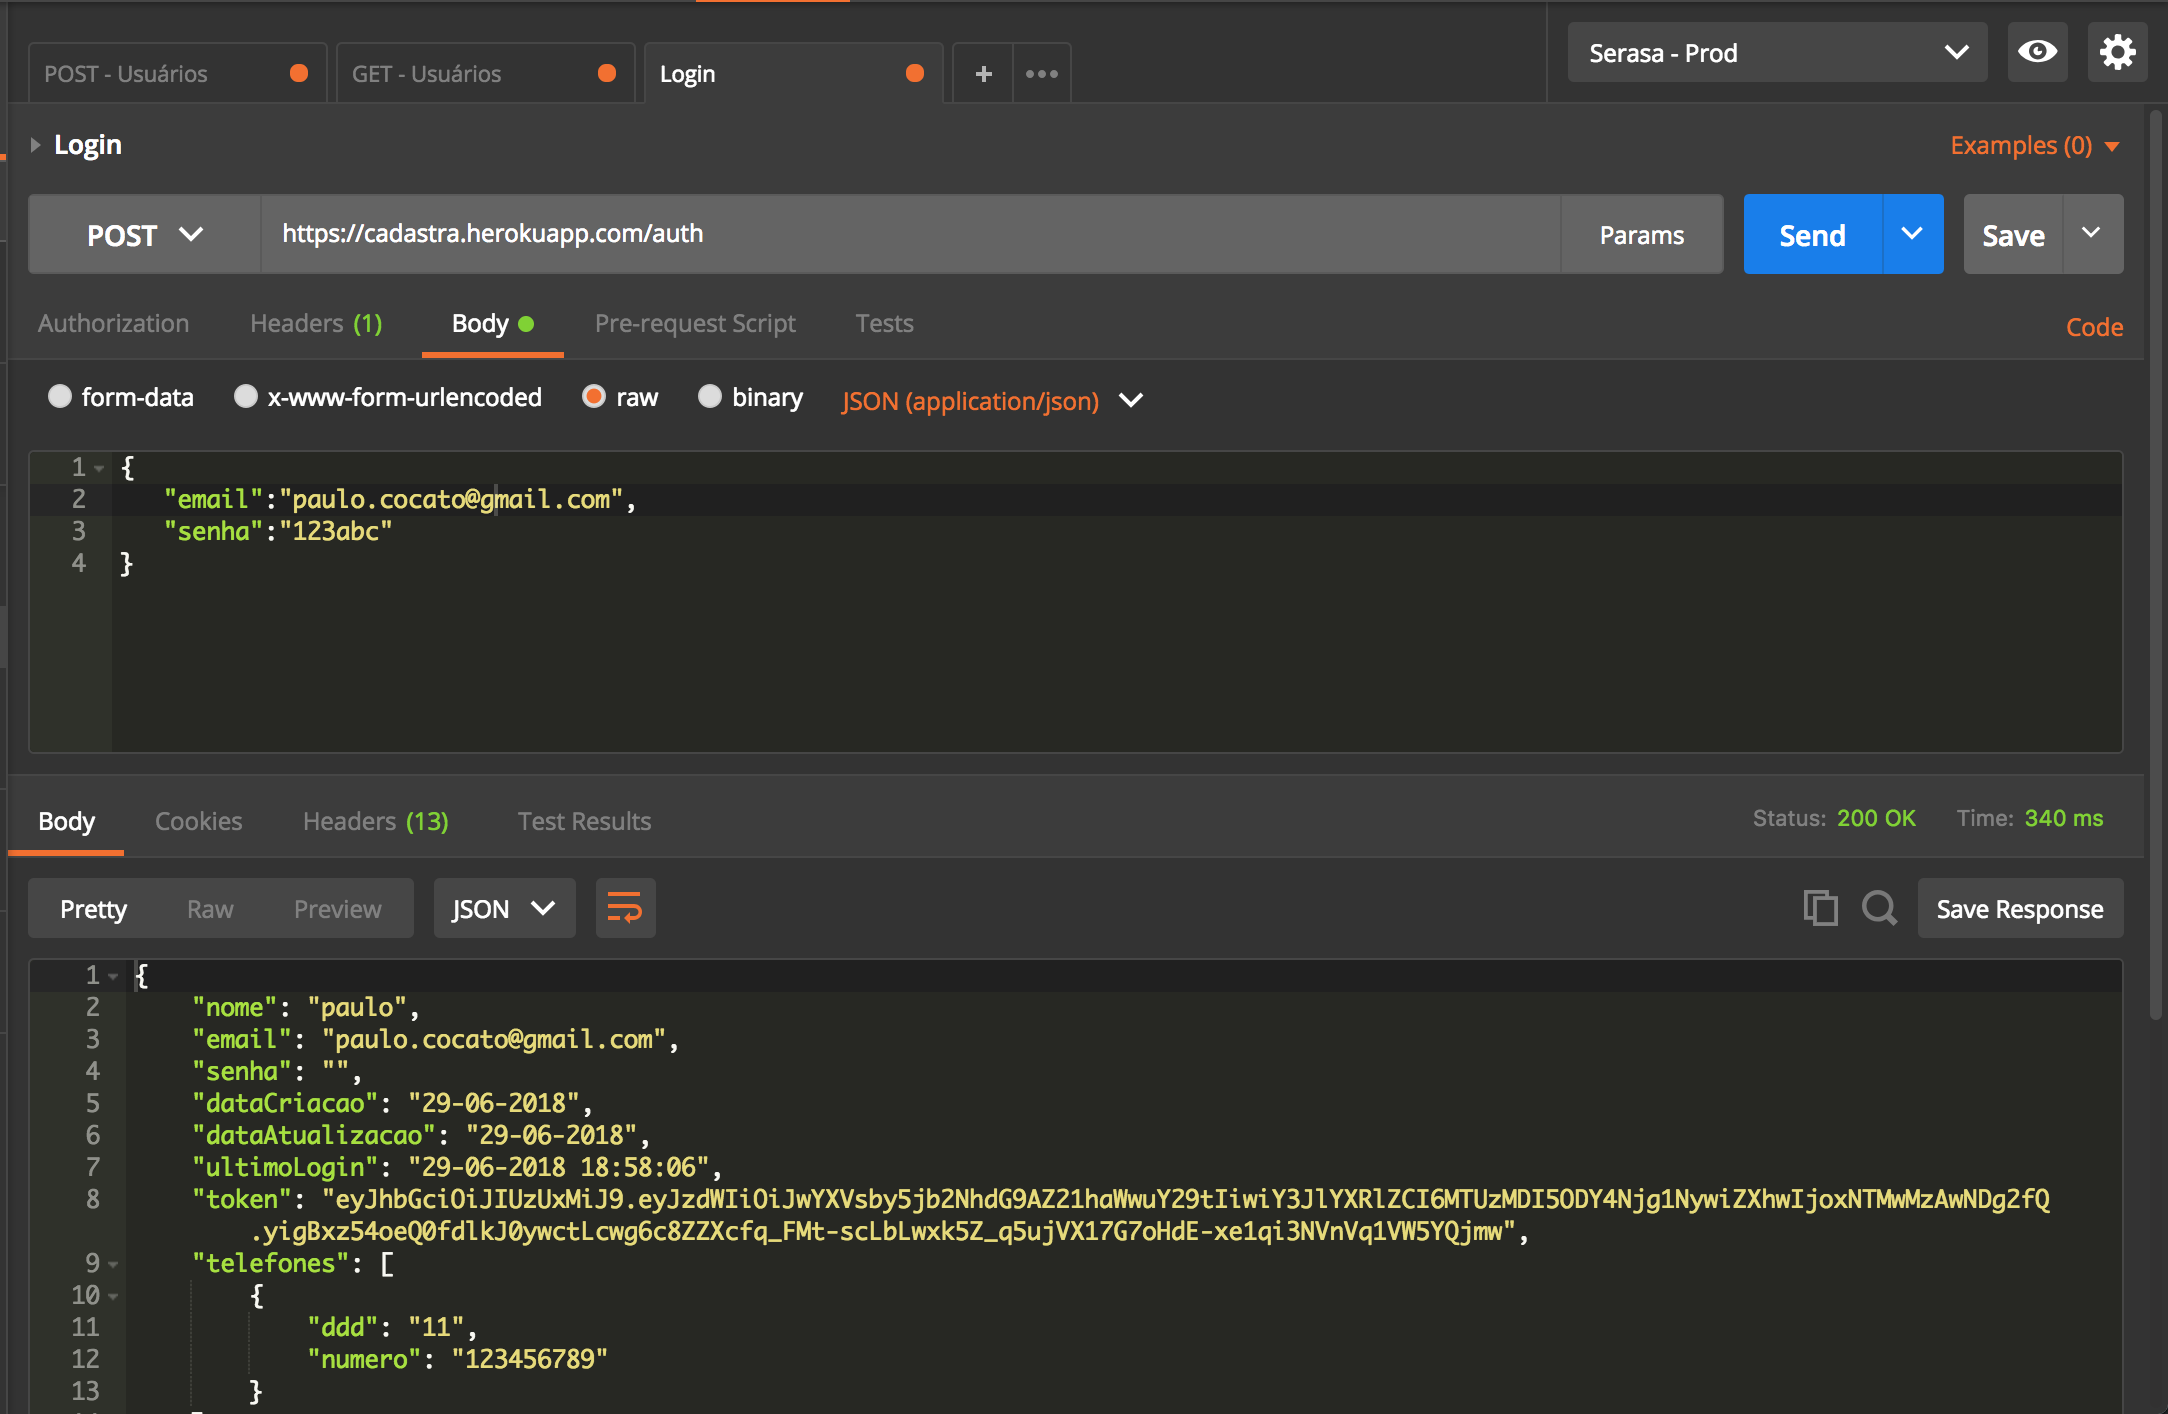 POST - Usuários GET - Usuários Login + ••• Serasa - Prod
Login Examples (0)
POST https://cadastra.herokuapp.com/auth Params Send Save
Authorization Headers (1) Body Pre-request Script Tests Code
form-data x-www-form-urlencoded raw binary JSON (application/json)
1 {
2 "email":"paulo.cocato@gmail.com",
3 "senha":"123abc"
4 }
Body Cookies Headers (13) Test Results Status: 200 OK Time: 340 ms
Pretty Raw Preview JSON Save Response
1 {
2 "nome": "paulo",
3 "email": "paulo.cocato@gmail.com",
4 "senha": "",
5 "dataCriacao": "29-06-2018",
6 "dataAtualizacao": "29-06-2018",
7 "ultimoLogin": "29-06-2018 18:58:06",
8 "token": "eyJhbGciOiJIUzUxMiJ9.eyJzdWIiOiJwYXVsby5jb2NhdG9AZ21haWwuY29tIiwiY3JlYXRlZCI6MTUzMDI5ODY4Njg1NywiZXhwIjoxNTMwMzAwNDg2fQ
.yigBxz54oeQ0fdlkJ0ywctLcwg6c8ZZXcfq_FMt-scLbLwxk5Z_q5ujVX17G7oHdE-xe1qi3NVnVq1VW5YQjmw",
9 "telefones": [
10 {
11 "ddd": "11",
12 "numero": "123456789"
13 }